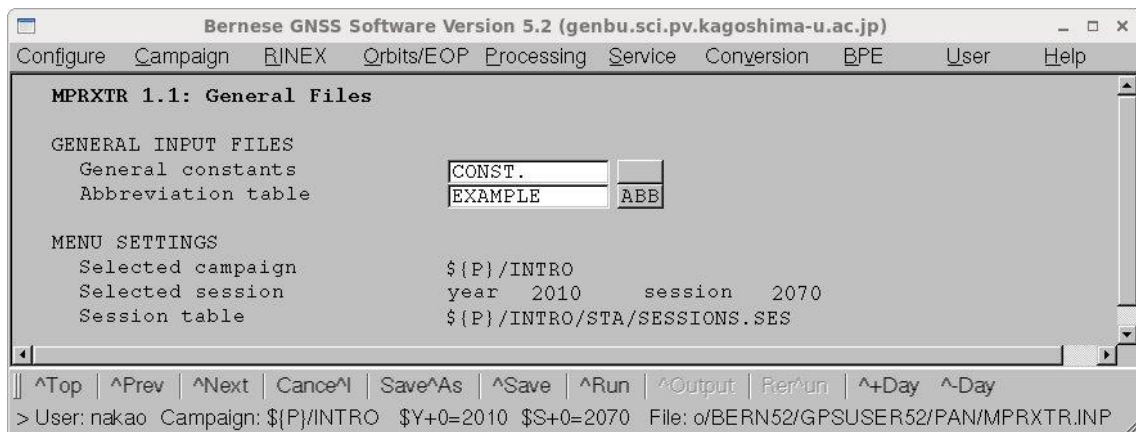 Bernese GNSS Software Version 5.2 (genbu.sci.pv.kagoshima-u.ac.jp)
Configure Campaign RINEX Orbits/EOP Processing Service Conversion BPE User Help
MPRXTR 1.1: General Files
GENERAL INPUT FILES
General constants CONST.
Abbreviation table EXAMPLE ABB
MENU SETTINGS
Selected campaign ${P}/INTRO
Selected session year 2010 session 2070
Session table ${P}/INTRO/STA/SESSIONS.SES
^Top | ^Prev | ^Next | Cance^l | Save^As | ^Save | ^Run | ^Output | Rer^un | ^+Day ^-Day
> User: nakao Campaign: ${P}/INTRO $Y+0=2010 $S+0=2070 File: o/BERN52/GPSUSER52/PAN/MPRXTR.INP